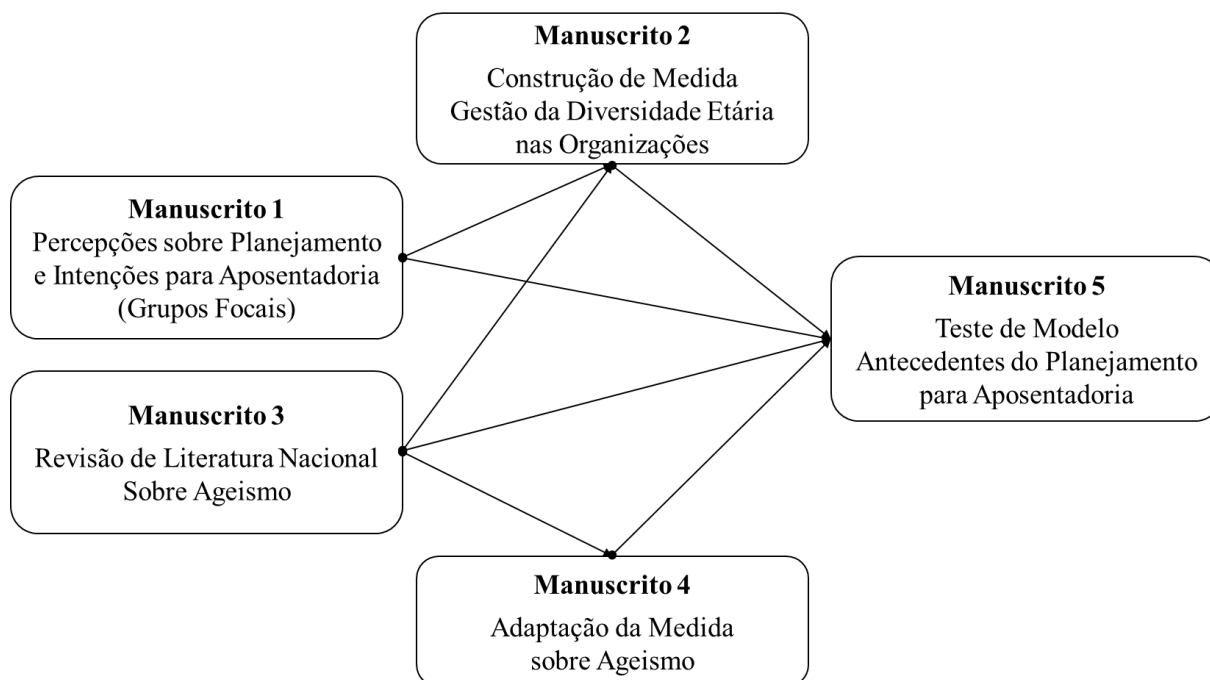 Manuscrito 2
Construção de Medida
Gestão da Diversidade Etária
nas Organizações
Manuscrito 1
Percepções sobre Planejamento
e Intenções para Aposentadoria
(Grupos Focais)
Manuscrito 5
Teste de Modelo
Antecedentes do Planejamento
para Aposentadoria
Manuscrito 3
Revisão de Literatura Nacional
Sobre Ageismo
Manuscrito 4
Adaptação da Medida
sobre Ageismo